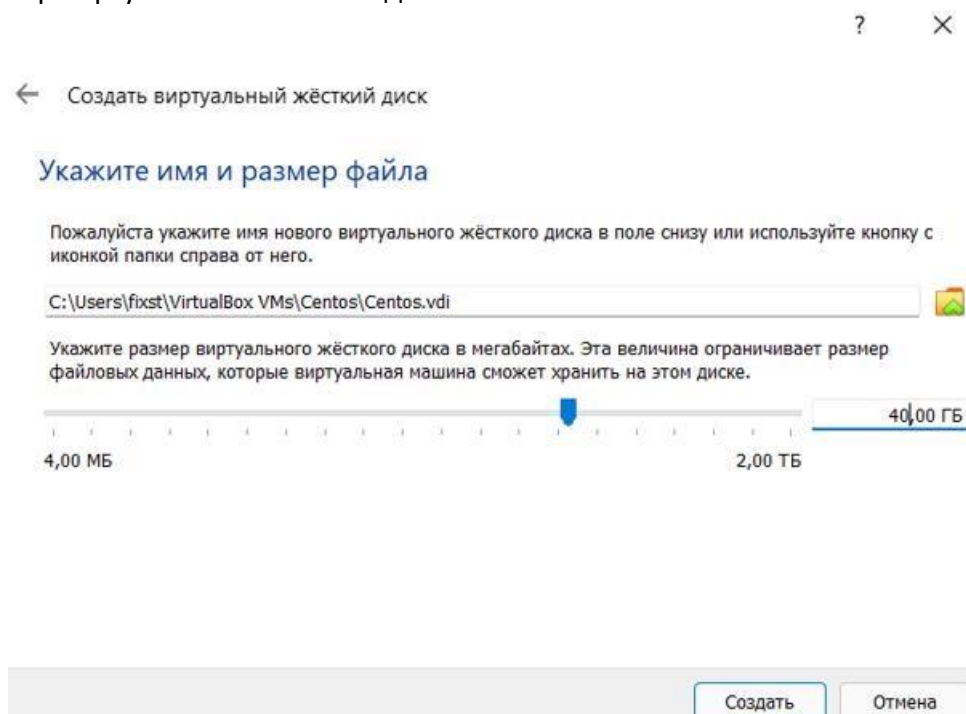 ?
Создать виртуальный жёсткий диск
Укажите имя и размер файла
Пожалуйста укажите имя нового виртуального жёсткого диска в поле снизу или используйте кнопку с
иконкой папки справа от него.
C:\Users\fixst\VirtualBox VMs\Centos\Centos.vdi
Укажите размер виртуального жёсткого диска в мегабайтах. Эта величина ограничивает размер
файловых данных, которые виртуальная машина сможет хранить на этом диске.
40,00 ГБ
4,00 МБ 2,00 ТБ
Создать Отмена